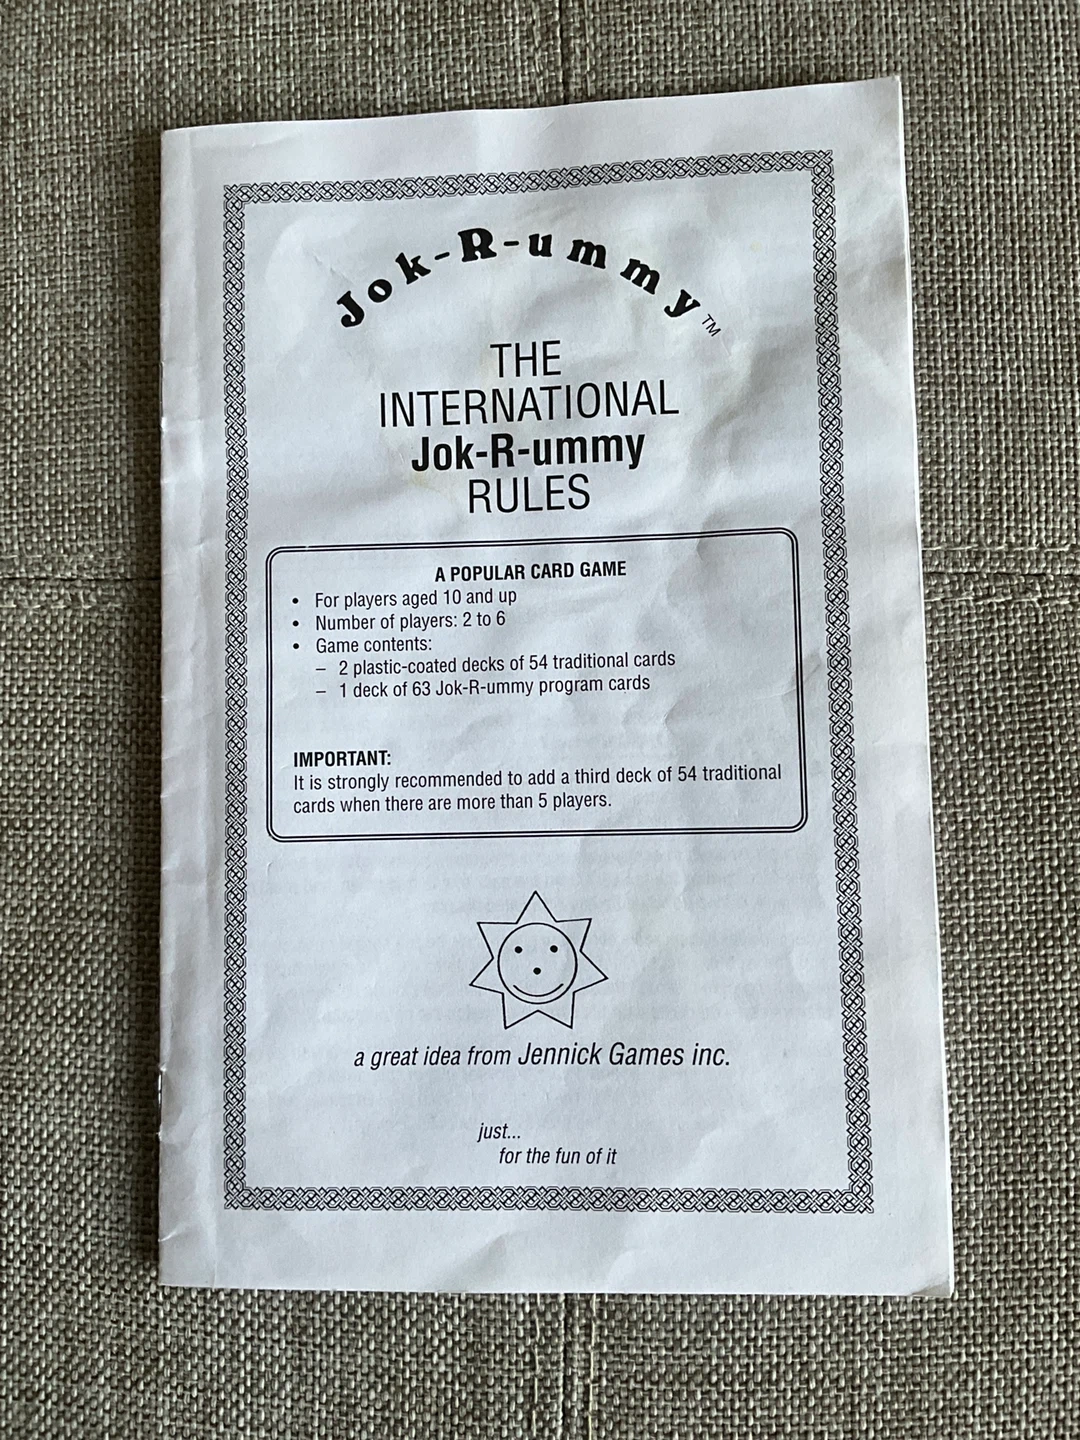 Jok-R-ummy™
THE
INTERNATIONAL
Jok-R-ummy
RULES
A POPULAR CARD GAME
• For players aged 10 and up
• Number of players: 2 to 6
• Game contents:
– 2 plastic-coated decks of 54 traditional cards
– 1 deck of 63 Jok-R-ummy program cards
IMPORTANT:
It is strongly recommended to add a third deck of 54 traditional
cards when there are more than 5 players.
a great idea from Jennick Games inc.
just...
for the fun of it